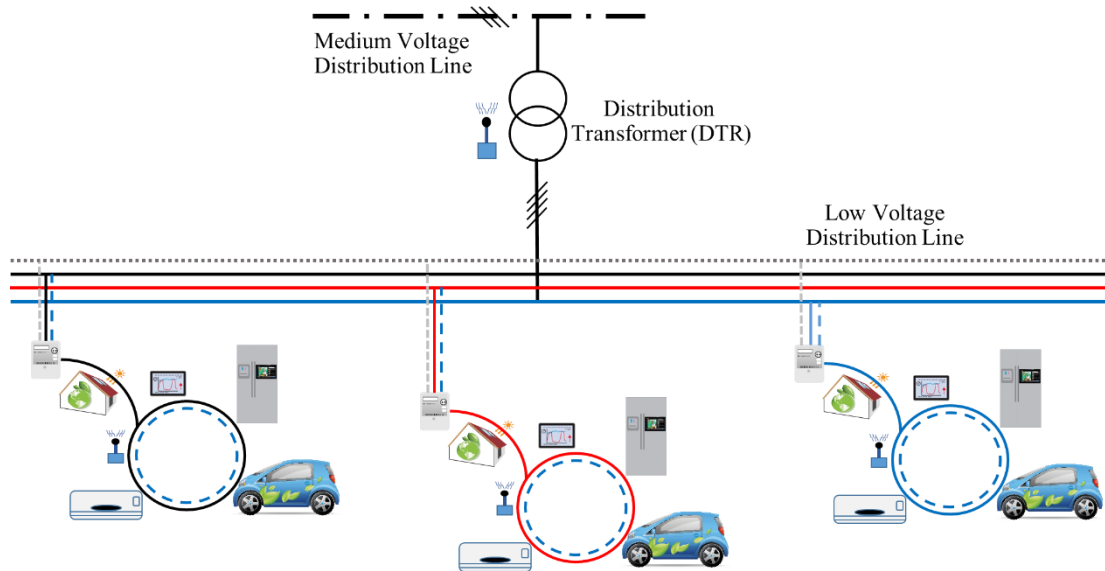 Medium Voltage
Distribution Line
Distribution
Transformer (DTR)
Low Voltage
Distribution Line